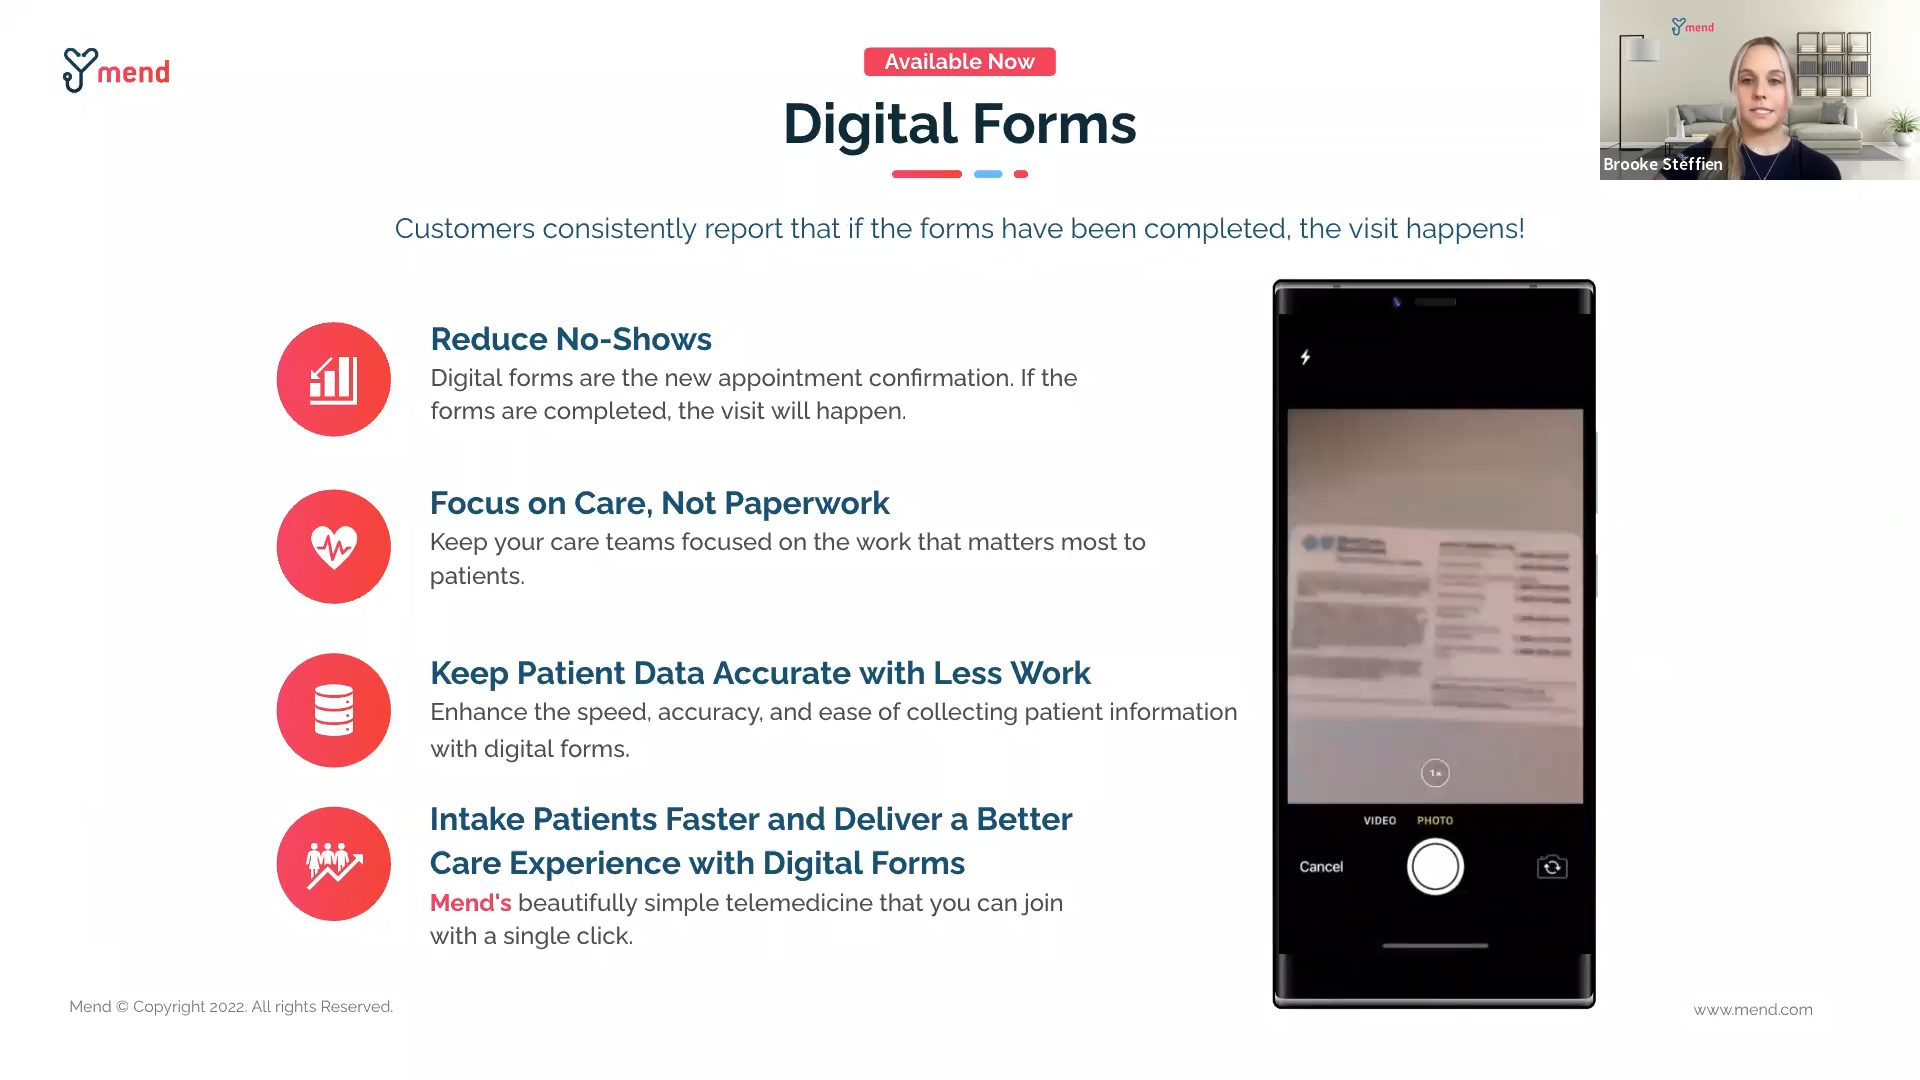 mend
Available Now
Digital Forms
mend
Brooke Steffien
Customers consistently report that if the forms have been completed, the visit happens!
Reduce No-Shows
Digital forms are the new appointment confirmation. If the
forms are completed, the visit will happen.
Focus on Care, Not Paperwork
Keep your care teams focused on the work that matters most to
patients.
Keep Patient Data Accurate with Less Work
Enhance the speed, accuracy, and ease of collecting patient information
with digital forms.
Intake Patients Faster and Deliver a Better
Care Experience with Digital Forms
Mend's beautifully simple telemedicine that you can join
with a single click.
1x
VIDEO PHOTO
Cancel
Mend © Copyright 2022. All rights Reserved.
www.mend.com